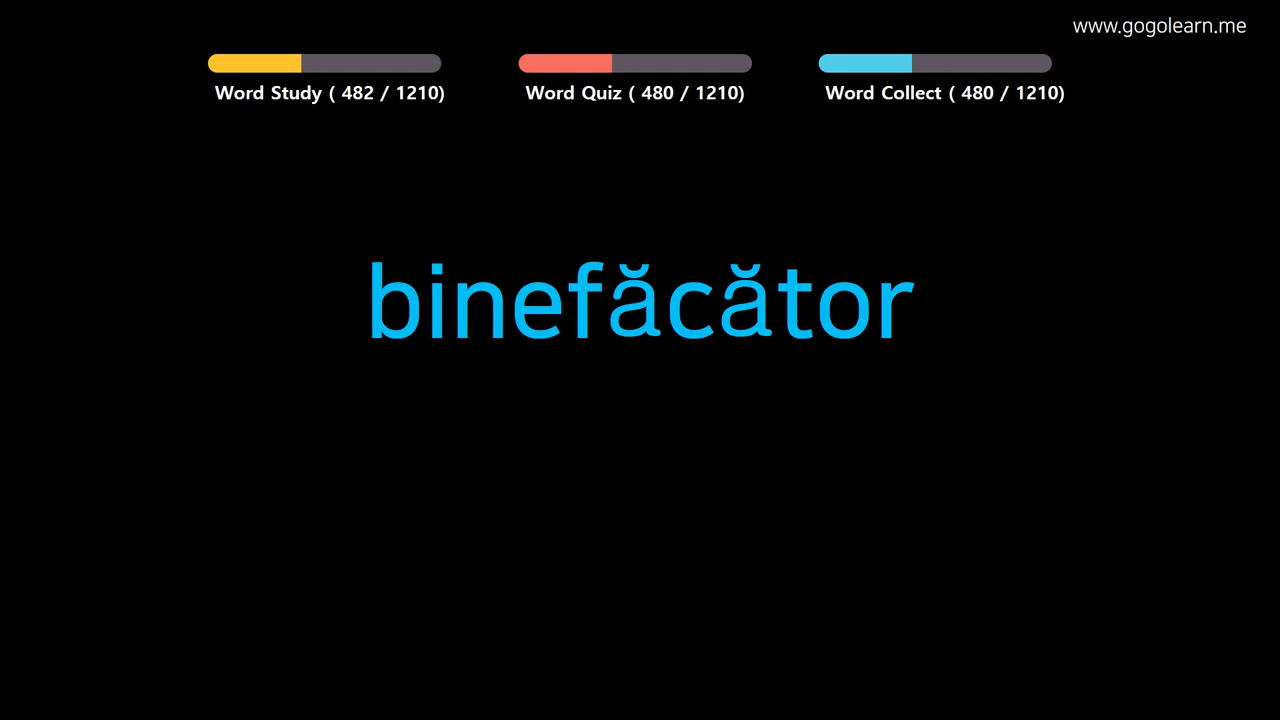 www.gogolearn.me
Word Study ( 482 / 1210)
Word Quiz ( 480 / 1210)
Word Collect ( 480 / 1210)
binefăcător